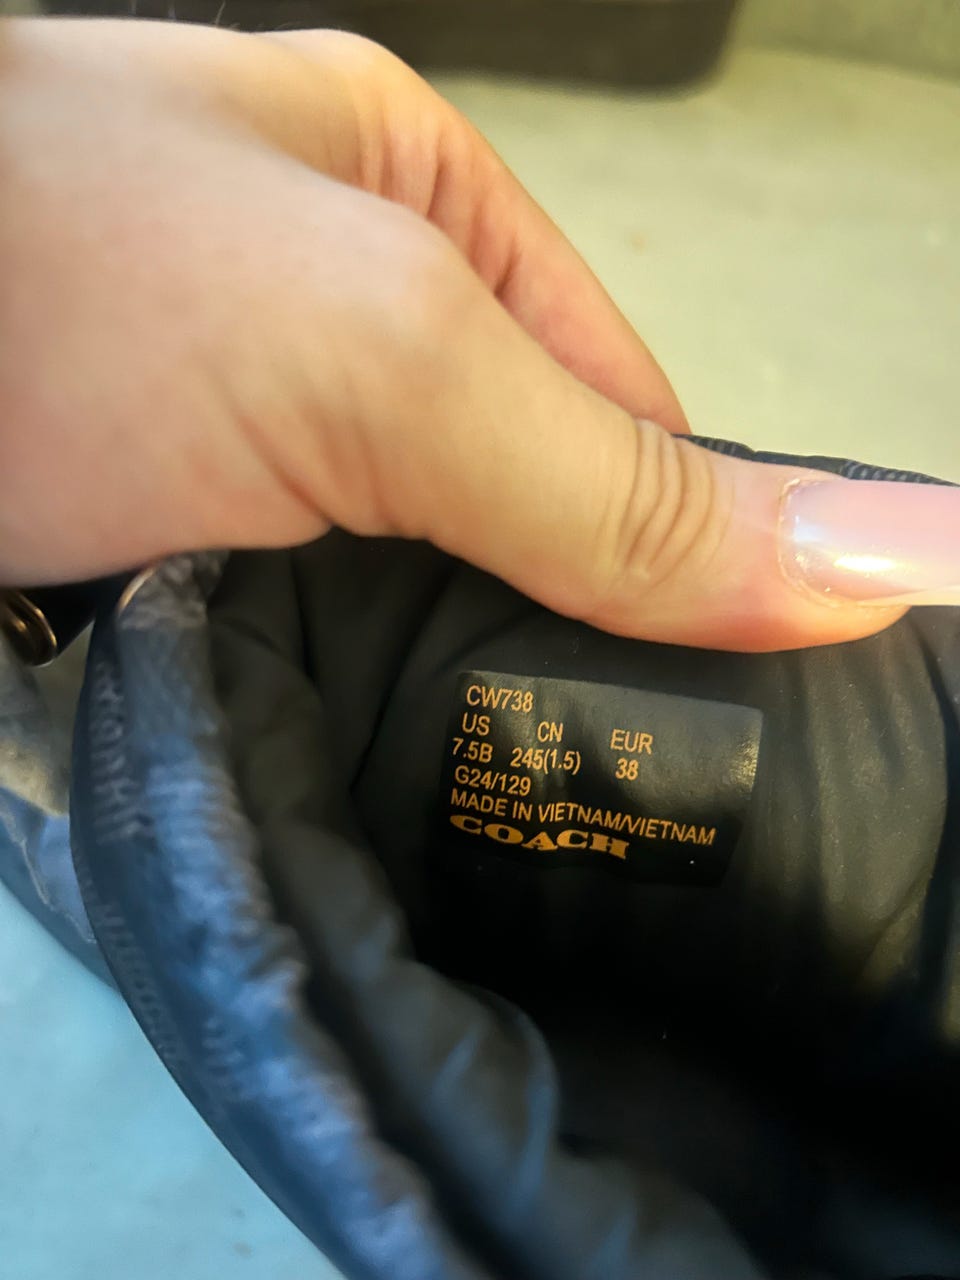 CW738
US CN EUR
7.5B 245(1.5) 38
G24/129
MADE IN VIETNAM/VIETNAM
COACH